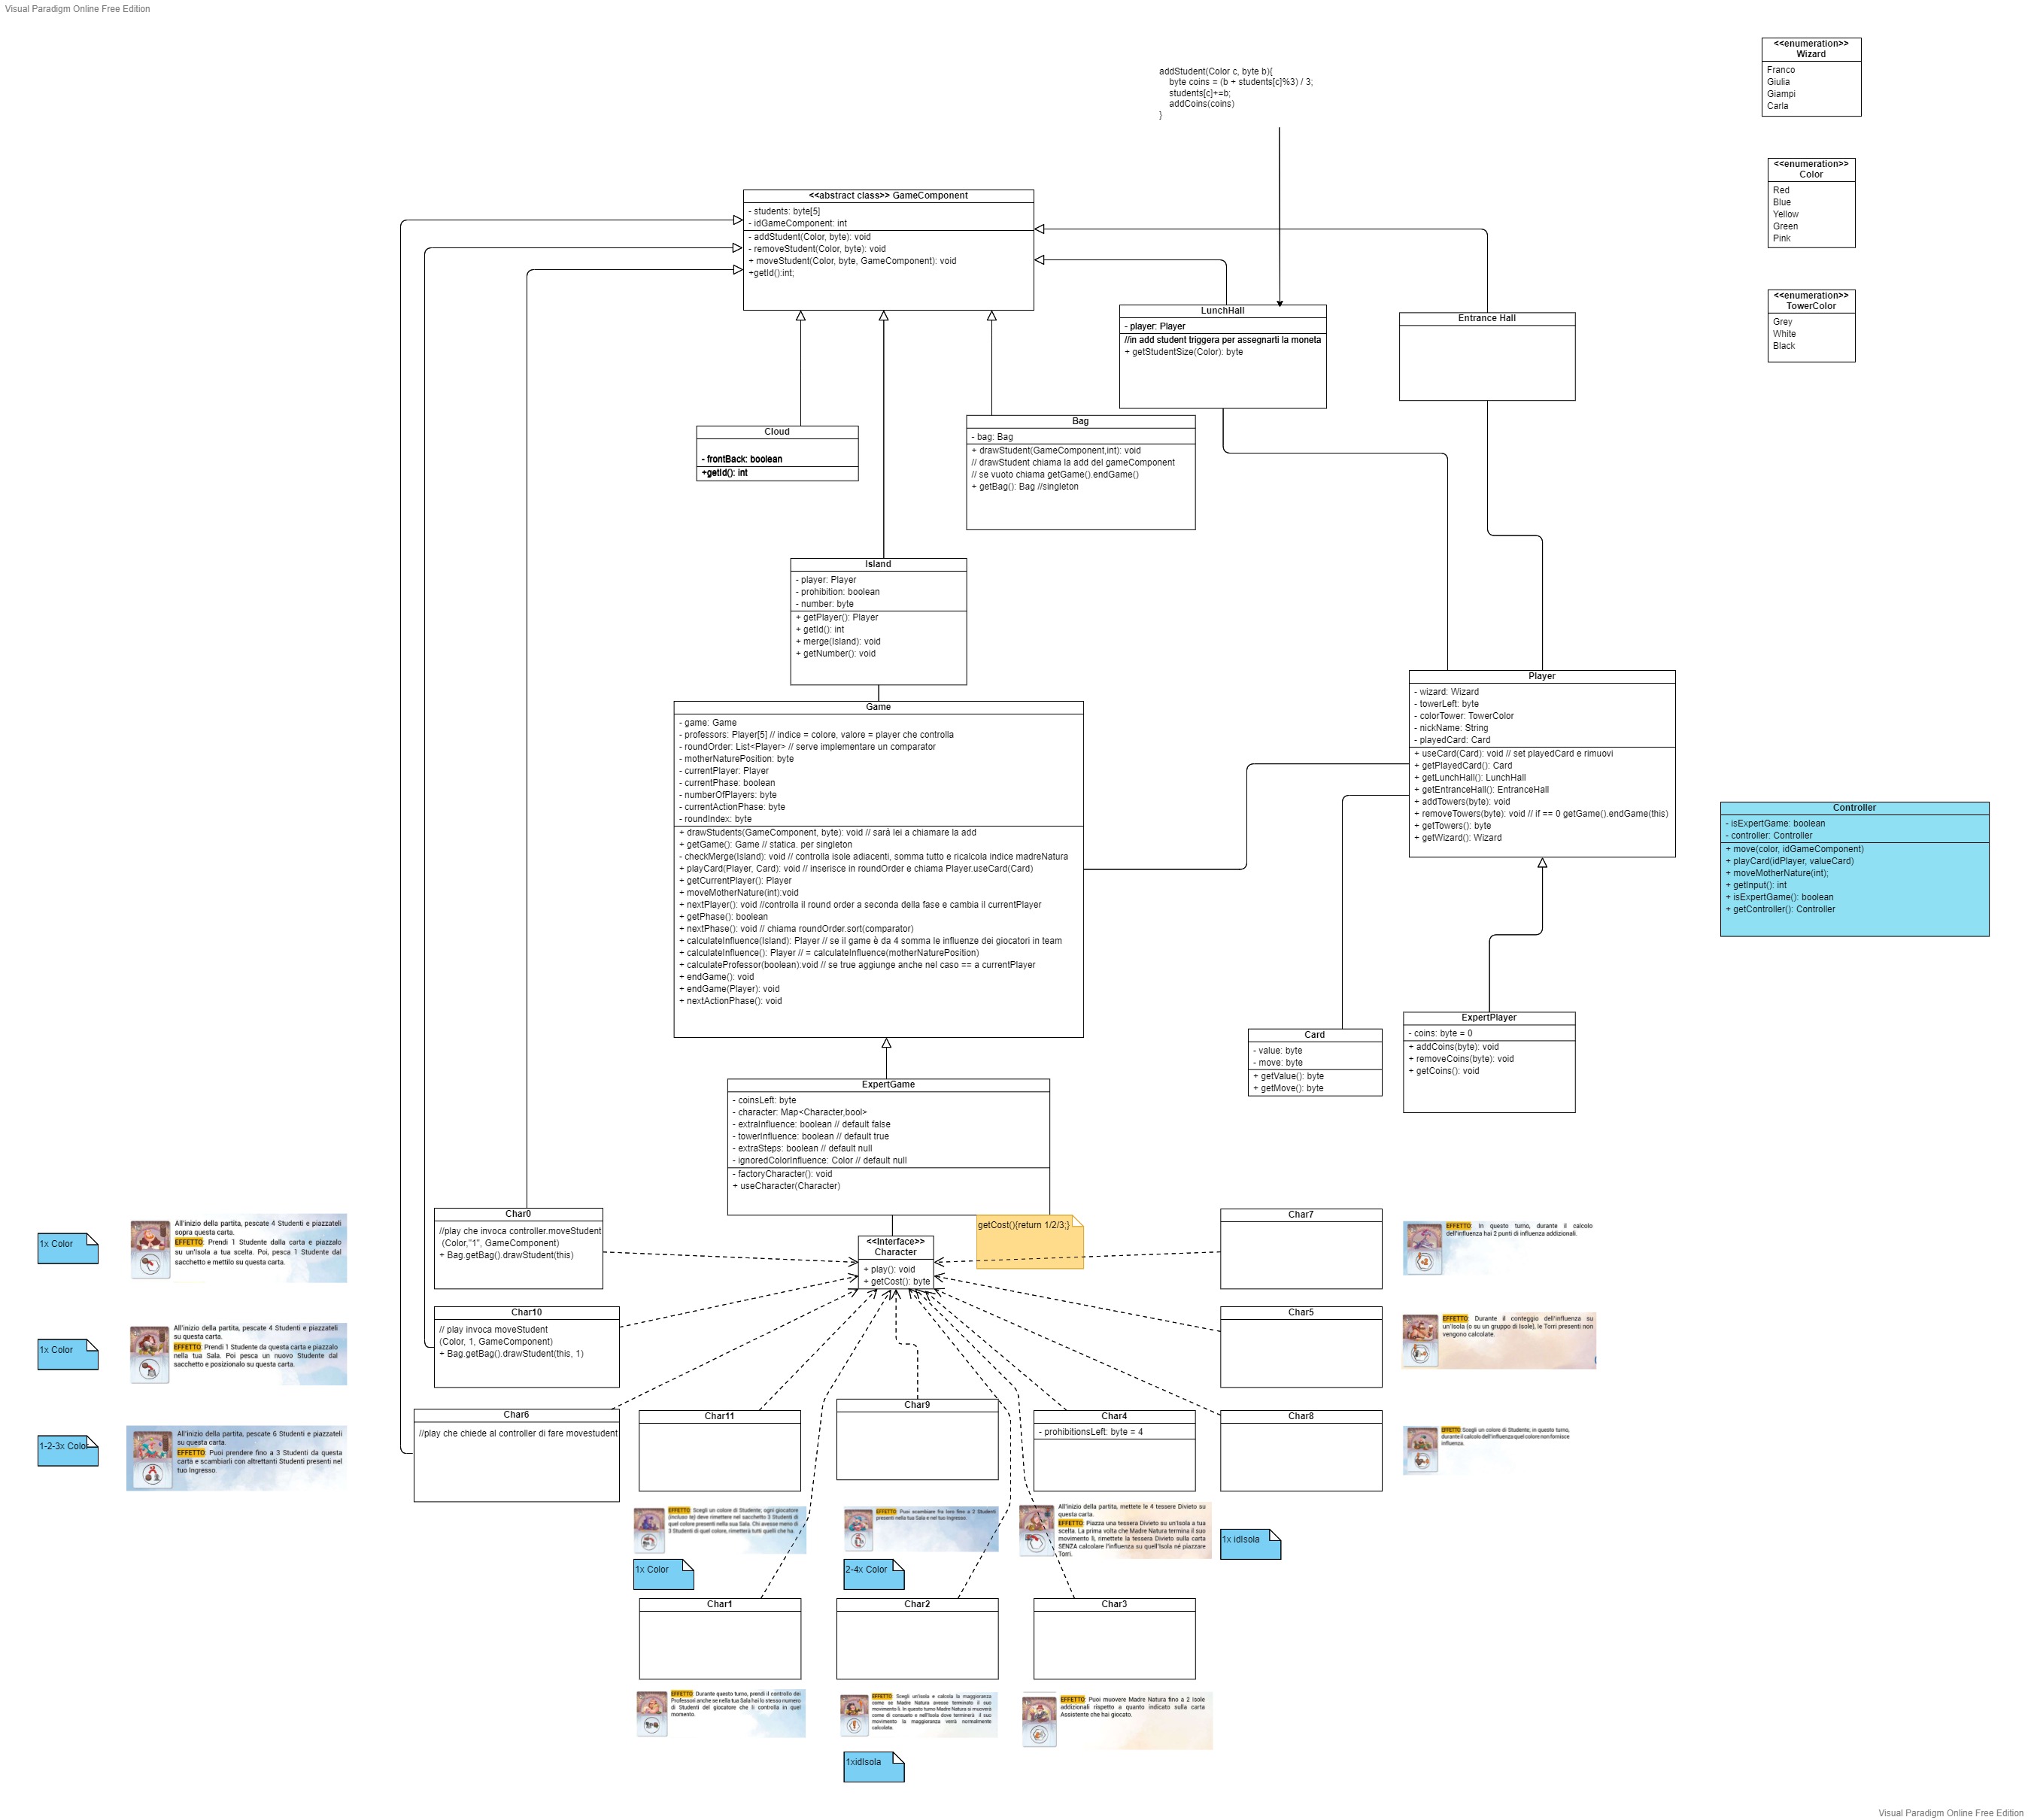 Visual Paradigm Online Free Edition
addStudent(Color c, byte b){
byte coins = (b + students[c]%3) / 3;
students[c]+=b;
addCoins(coins)
}
<<enumeration>>
Wizard
Franco
Giulia
Giampi
Carla
<<enumeration>>
Color
Red
Blue
Yellow
Green
Pink
<<enumeration>>
TowerColor
Grey
White
Black
<<abstract class>> GameComponent
- students: byte[5]
- idGameComponent: int
- addStudent(Color, byte): void
- removeStudent(Color, byte): void
+ moveStudent(Color, byte, GameComponent): void
+getId():int;
LunchHall
- player: Player
//in add student triggera per assegnarti la moneta
+ getStudentSize(Color): byte
Entrance Hall
Cloud
- frontBack: boolean
+getId(): int
Bag
- bag: Bag
+ drawStudent(GameComponent,int): void
// drawStudent chiama la add del gameComponent
// se vuoto chiama getGame().endGame()
+ getBag(): Bag //singleton
Island
- player: Player
- prohibition: boolean
- number: byte
+ getPlayer(): Player
+ getId(): int
+ merge(Island): void
+ getNumber(): void
Game
- game: Game
- professors: Player[5] // indice = colore, valore = player che controlla
- roundOrder: List<Player> // serve implementare un comparator
- motherNaturePosition: byte
- currentPlayer: Player
- currentPhase: boolean
- numberOfPlayers: byte
- currentActionPhase: byte
- roundIndex: byte
+ drawStudents(GameComponent, byte): void // sarà lei a chiamare la add
+ getGame(): Game // statica. per singleton
- checkMerge(Island): void // controlla isole adiacenti, somma tutto e ricalcola indice madreNatura
+ playCard(Player, Card): void // inserisce in roundOrder e chiama Player.useCard(Card)
+ getCurrentPlayer(): Player
+ moveMotherNature(int):void
+ nextPlayer(): void //controlla il round order a seconda della fase e cambia il currentPlayer
+ getPhase(): boolean
+ nextPhase(): void // chiama roundOrder.sort(comparator)
+ calculateInfluence(Island): Player // se il game è da 4 somma le influenze dei giocatori in team
+ calculateInfluence(): Player // = calculateInfluence(motherNaturePosition)
+ calculateProfessor(boolean):void // se true aggiunge anche nel caso == a currentPlayer
+ endGame(): void
+ endGame(Player): void
+ nextActionPhase(): void
Player
- wizard: Wizard
- towerLeft: byte
- colorTower: TowerColor
- nickName: String
- playedCard: Card
+ useCard(Card): void // set playedCard e rimuovi
+ getPlayedCard(): Card
+ getLunchHall(): LunchHall
+ getEntranceHall(): EntranceHall
+ addTowers(byte): void
+ removeTowers(byte): void // if == 0 getGame().endGame(this)
+ getTowers(): byte
+ getWizard(): Wizard
Controller
- isExpertGame: boolean
- controller: Controller
+ move(color, idGameComponent)
+ playCard(idPlayer, valueCard)
+ moveMotherNature(int);
+ getInput(): int
+ isExpertGame(): boolean
+ getController(): Controller
Card
- value: byte
- move: byte
+ getValue(): byte
+ getMove(): byte
ExpertPlayer
- coins: byte = 0
+ addCoins(byte): void
+ removeCoins(byte): void
+ getCoins(): void
ExpertGame
- coinsLeft: byte
- character: Map<Character,bool>
- extraInfluence: boolean // default false
- towerInfluence: boolean // default true
- extraSteps: boolean // default null
- ignoredColorInfluence: Color // default null
- factoryCharacter(): void
+ useCharacter(Character)
getCost(){return 1/2/3;}
<<Interface>>
Character
+ play(): void
+ getCost(): byte
1x Color
All'inizio della partita, pescate 4 Studenti e piazzateli
sopra questa carta.
EFFETTO: Prendi 1 Studente dalla carta e piazzalo
su un'Isola a tua scelta. Poi, pesca 1 Studente dal
sacchetto e mettilo su questa carta.
Char0
//play che invoca controller.moveStudent
(Color,"1", GameComponent)
+ Bag.getBag().drawStudent(this)
Char7
EFFETTO: In questo turno, durante il calcolo
dell'influenza hai 2 punti di influenza addizionali.
1x Color
All'inizio della partita, pescate 4 Studenti e piazzateli
su questa carta.
EFFETTO: Prendi 1 Studente da questa carta e piazzalo
nella tua Sala. Poi pesca un nuovo Studente dal
sacchetto e posizionalo su questa carta.
Char10
// play invoca moveStudent
(Color, 1, GameComponent)
+ Bag.getBag().drawStudent(this, 1)
Char5
EFFETTO: Durante il conteggio dell'influenza su
un'Isola (o su un gruppo di Isole), le Torri presenti non
vengono calcolate.
1-2-3x Color
All'inizio della partita, pescate 6 Studenti e piazzateli
su questa carta.
EFFETTO: Puoi prendere fino a 3 Studenti da questa
carta e scambiarli con altrettanti Studenti presenti nel
tuo Ingresso.
Char6
//play che chiede al controller di fare movestudent
Char11
Char9
Char4
- prohibitionsLeft: byte = 4
Char8
EFFETTO: Scegli un colore di Studente; in questo turno,
durante il calcolo dell'influenza quel colore non fornisce
influenza.
EFFETTO: Scegli un colore di Studente; ogni giocatore
(incluso te) deve rimettere nel sacchetto 3 Studenti di
quel colore presenti nella sua Sala. Chi avesse meno di
3 Studenti di quel colore, rimetterà tutti quelli che ha.
1x Color
EFFETTO: Puoi scambiare fra loro fino a 2 Studenti
presenti nella tua Sala e nel tuo Ingresso.
2-4x Color
All'inizio della partita, mettete le 4 tessere Divieto su
questa carta.
EFFETTO: Piazza una tessera Divieto su un'Isola a tua
scelta. La prima volta che Madre Natura termina il suo
movimento lì, rimettete la tessera Divieto sulla carta
SENZA calcolare l'influenza su quell'Isola né piazzare
Torri.
1x idIsola
Char1
Char2
Char3
EFFETTO: Durante questo turno, prendi il controllo dei
Professori anche se nella tua Sala hai lo stesso numero
di Studenti del giocatore che li controlla in quel
momento.
EFFETTO: Scegli un'Isola e calcola la maggioranza
come se Madre Natura avesse terminato il suo
movimento lì. In questo turno Madre Natura si muoverà
come di consueto e nell'Isola dove terminerà il suo
movimento la maggioranza verrà normalmente
calcolata.
1xidIsola
EFFETTO: Puoi muovere Madre Natura fino a 2 Isole
addizionali rispetto a quanto indicato sulla carta
Assistente che hai giocato.
Visual Paradigm Online Free Edition